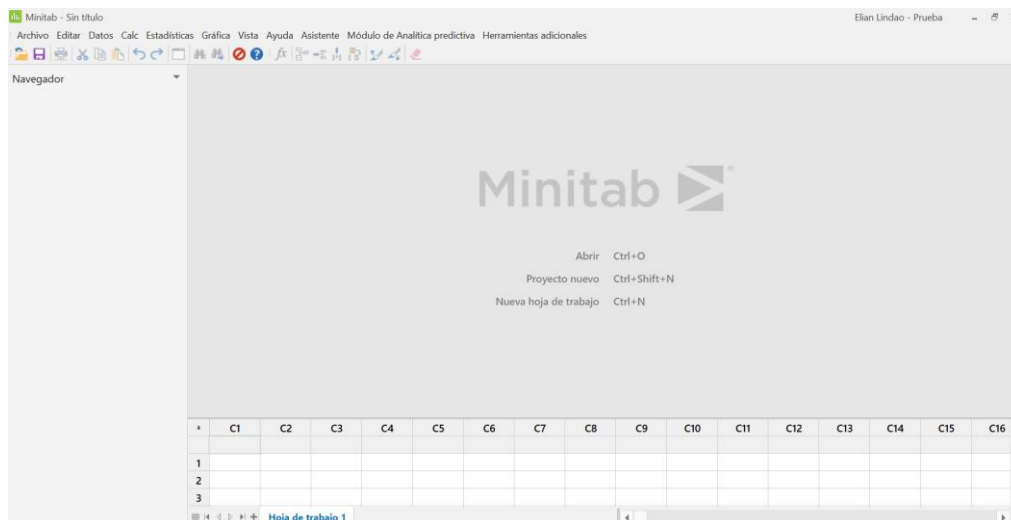 Minitab - Sin título
Elian Lindao - Prueba
Archivo Editar Datos Calc Estadísticas Gráfica Vista Ayuda Asistente Módulo de Analítica predictiva Herramientas adicionales
Navegador
Minitab
Abrir Ctrl+O
Proyecto nuevo Ctrl+Shift+N
Nueva hoja de trabajo Ctrl+N
C1 C2 C3 C4 C5 C6 C7 C8 C9 C10 C11 C12 C13 C14 C15 C16
1
2
3
Hoja de trabajo 1